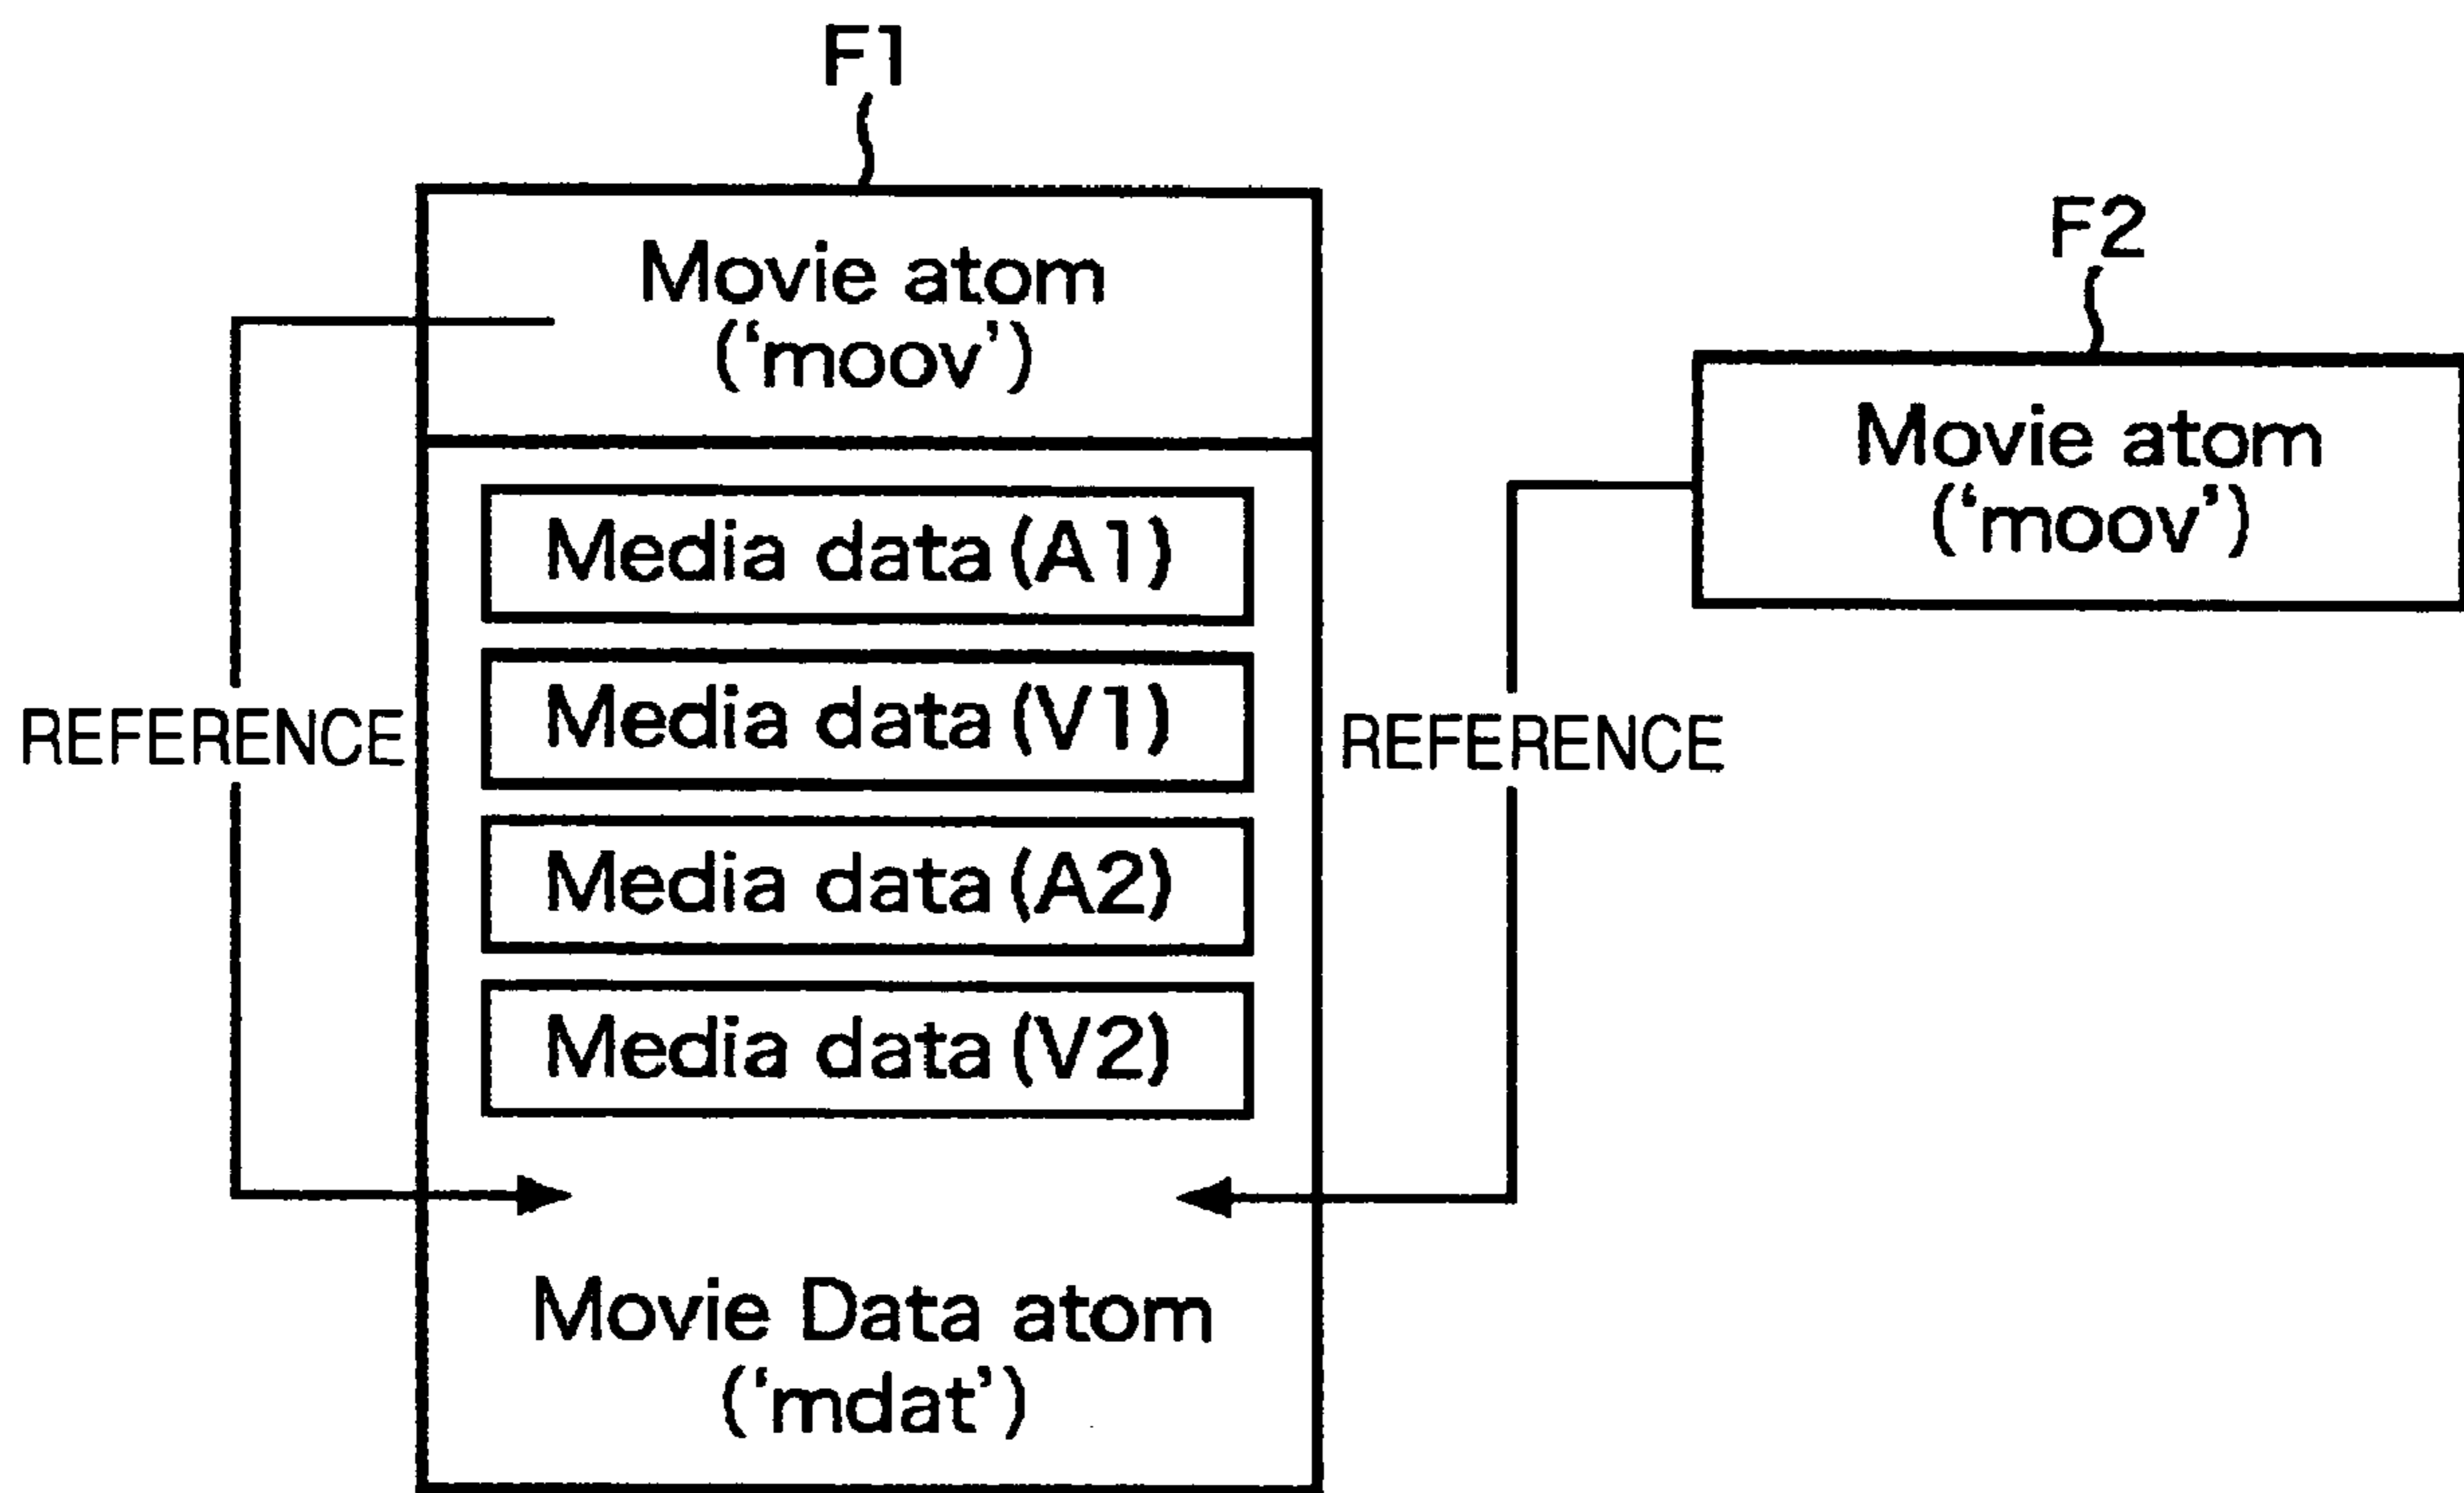 F1
F2
Movie atom
(‘moov’)
Movie atom
(‘moov’)
Media data (A1)
Media data (V1)
REFERENCE
REFERENCE
Media data (A2)
Media data (V2)
Movie Data atom
(‘mdat’)